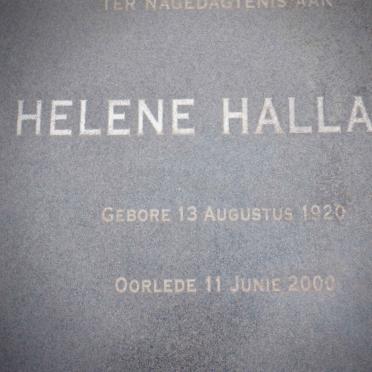 TER NAGEDAGTENIS AAN
HELENE HALLA
GEBORE 13 AUGUSTUS 1920
OORLEDE 11 JUNIE 2000